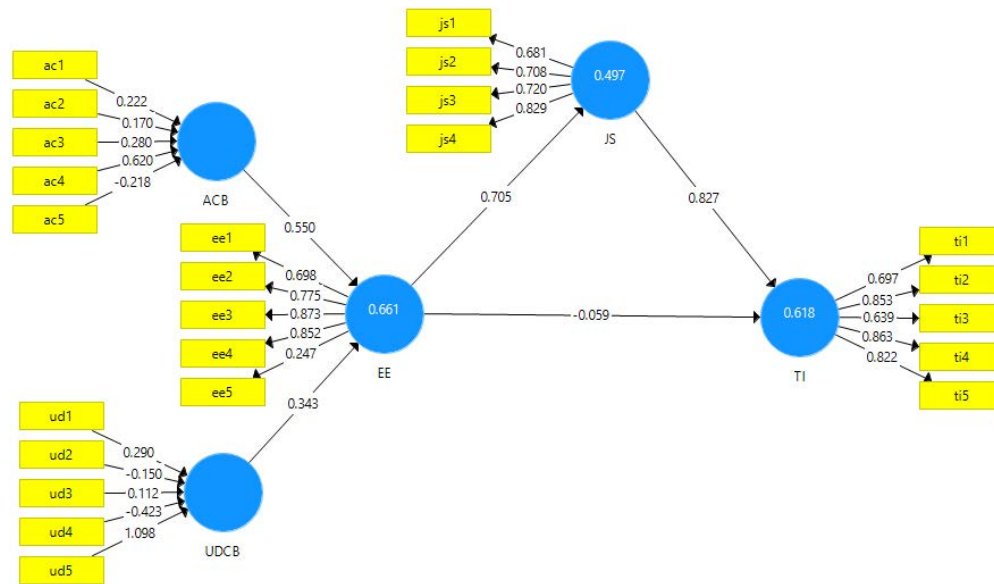 js1
js2
js3
js4
0.681
0.708
0.720
0.829
0.497
JS
ac1
ac2
ac3
ac4
ac5
0.222
0.170
0.280
0.620
-0.218
ACB
0.550
0.705
0.827
ee1
ee2
ee3
ee4
ee5
0.698
0.775
0.873
0.852
0.247
0.661
EE
-0.059
0.618
TI
0.697
0.853
0.639
0.863
0.822
ti1
ti2
ti3
ti4
ti5
0.343
ud1
ud2
ud3
ud4
ud5
0.290
-0.150
0.112
-0.423
1.098
UDCB